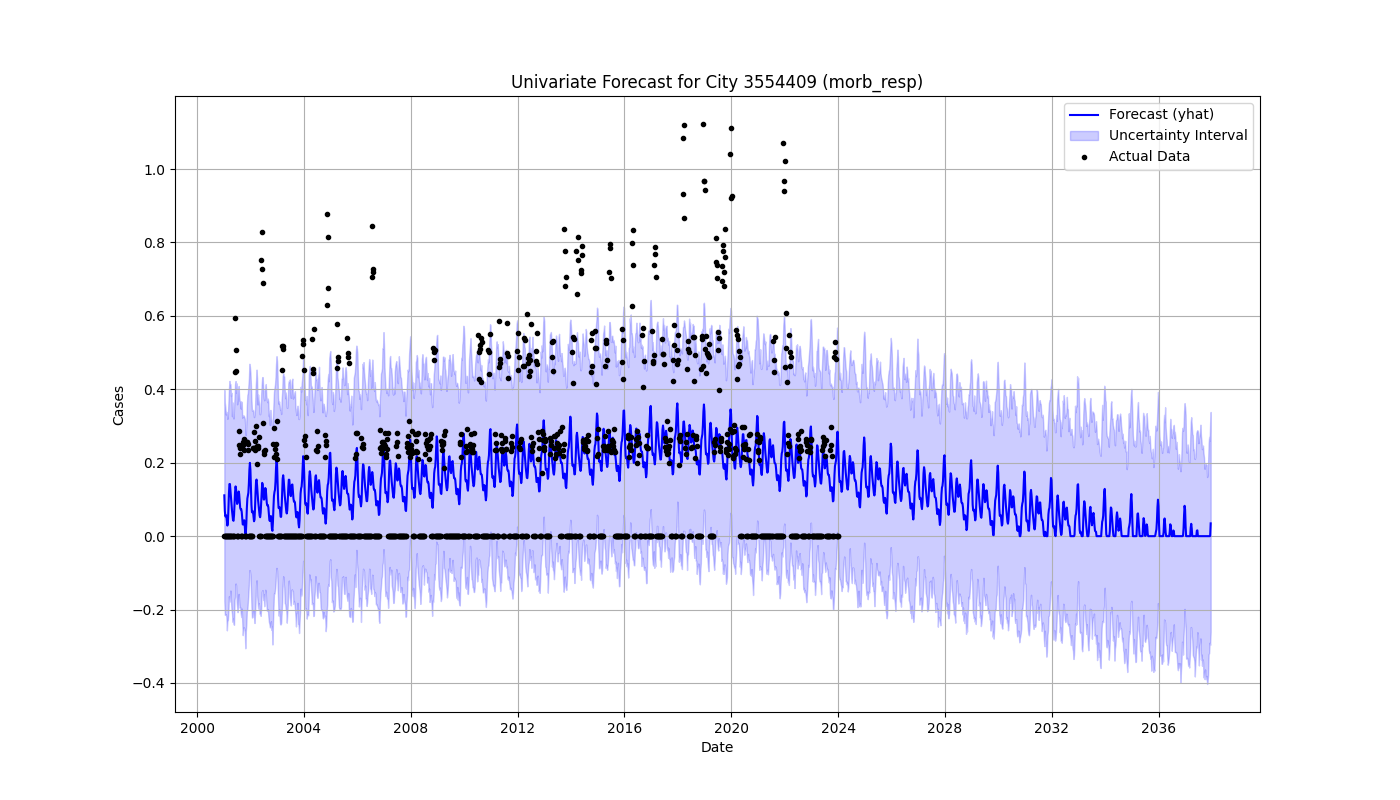 Univariate Forecast for City 3554409 (morb_resp)
Forecast (yhat)
Uncertainty Interval
Actual Data
Cases
1.0
0.8
0.6
0.4
0.2
0.0
−0.2
−0.4
2000 2004 2008 2012 2016 2020 2024 2028 2032 2036
Date